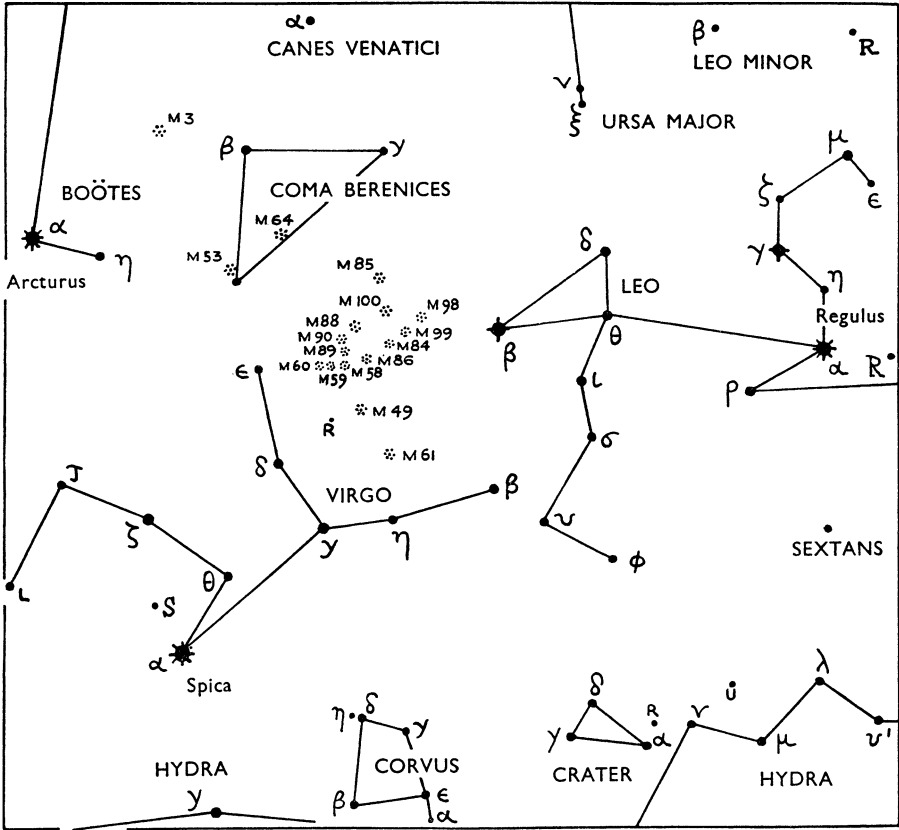 α
CANES VENATICI
β
LEO MINOR
R
ν
ξ
URSA MAJOR
M3
β
γ
COMA BERENICES
BOÖTES
α
η
Arcturus
M64
M53
M85
M100
M98
M88
M99
M90
M84
M89
M86
M60
M59
M58
M49
R
M61
μ
ε
ζ
γ
η
Regulus
α
R
ρ
δ
LEO
β
θ
ι
σ
υ
φ
ε
δ
VIRGO
γ
η
β
τ
ζ
ι
θ
S
α
Spica
SEXTANS
η
δ
γ
CORVUS
β
ε
α
HYDRA
γ
δ
R
γ
α
CRATER
ν
U
λ
μ
υ'
HYDRA